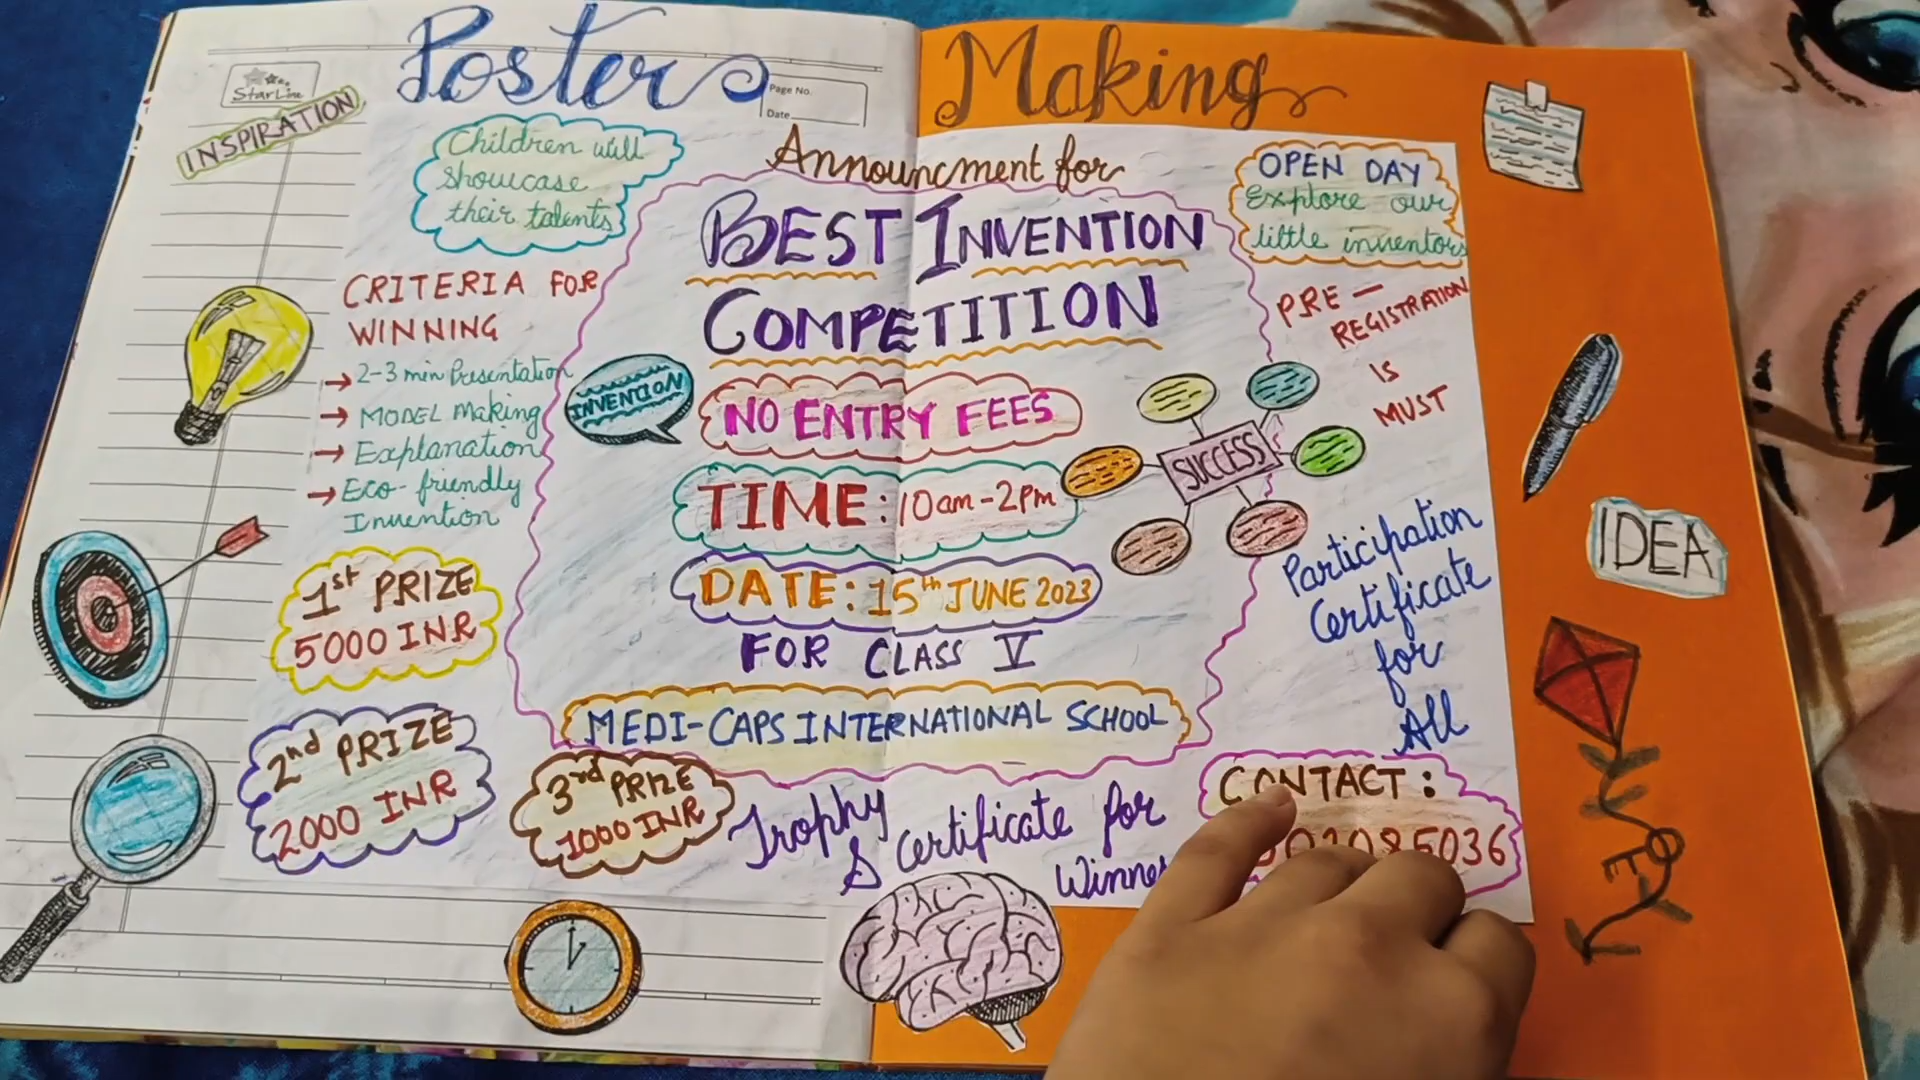 Poster Making
StarLine
Page No.
Date
INSPIRATION
Children will
showcase
their talents
Announcment for
BEST INVENTION
COMPETITION
OPEN DAY
Explore our
little inventors
CRITERIA FOR
WINNING
→ 2-3 min Presentation
→ MODEL Making
→ Explanation
→ Eco-friendly
Invention
INVENTION
NO ENTRY FEES
TIME: 10am-2pm
DATE: 15th JUNE 2023
FOR CLASS V
MEDI-CAPS INTERNATIONAL SCHOOL
PRE-
REGISTRATION
IS
MUST
SUCCESS
Participation
Certificate
for
All
IDEA
1st PRIZE
5000 INR
2nd PRIZE
2000 INR
3rd PRIZE
1000 INR
Trophy
& Certificate for
CONTACT: